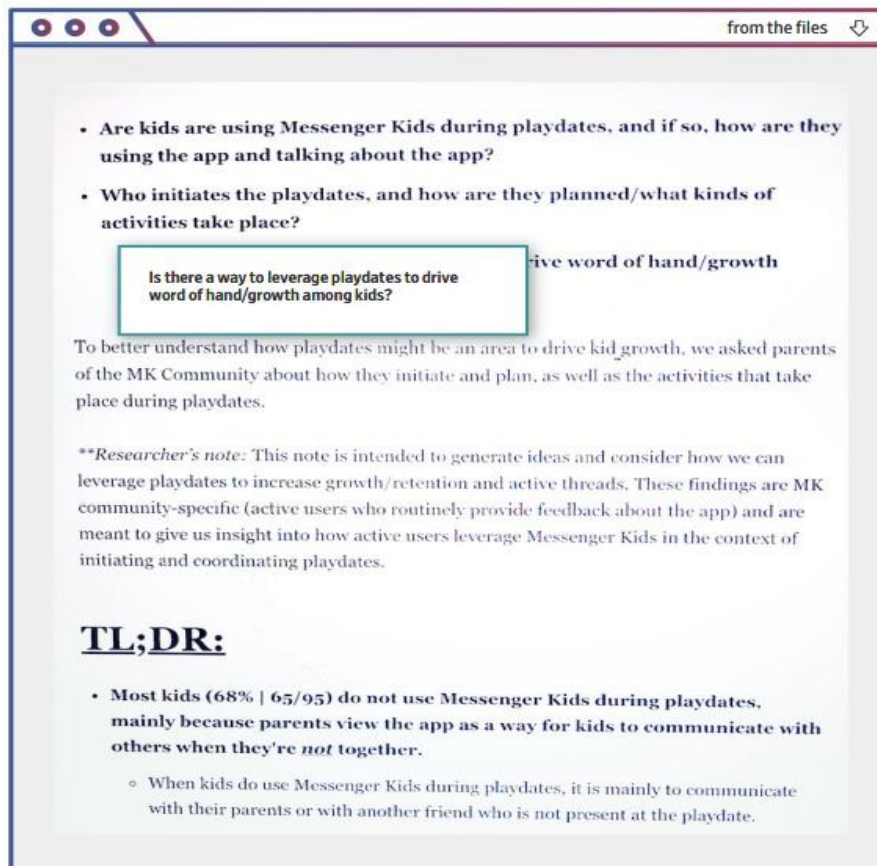 from the files
• Are kids are using Messenger Kids during playdates, and if so, how are they
using the app and talking about the app?
• Who initiates the playdates, and how are they planned/what kinds of
activities take place?
rive word of hand/growth
Is there a way to leverage playdates to drive
word of hand/growth among kids?
To better understand how playdates might be an area to drive kid growth, we asked parents
of the MK Community about how they initiate and plan, as well as the activities that take
place during playdates.
**Researcher's note: This note is intended to generate ideas and consider how we can
leverage playdates to increase growth/retention and active threads. These findings are MK
community-specific (active users who routinely provide feedback about the app) and are
meant to give us insight into how active users leverage Messenger Kids in the context of
initiating and coordinating playdates.
TL;DR:
• Most kids (68% | 65/95) do not use Messenger Kids during playdates,
mainly because parents view the app as a way for kids to communicate with
others when they're not together.
◦ When kids do use Messenger Kids during playdates, it is mainly to communicate
with their parents or with another friend who is not present at the playdate.